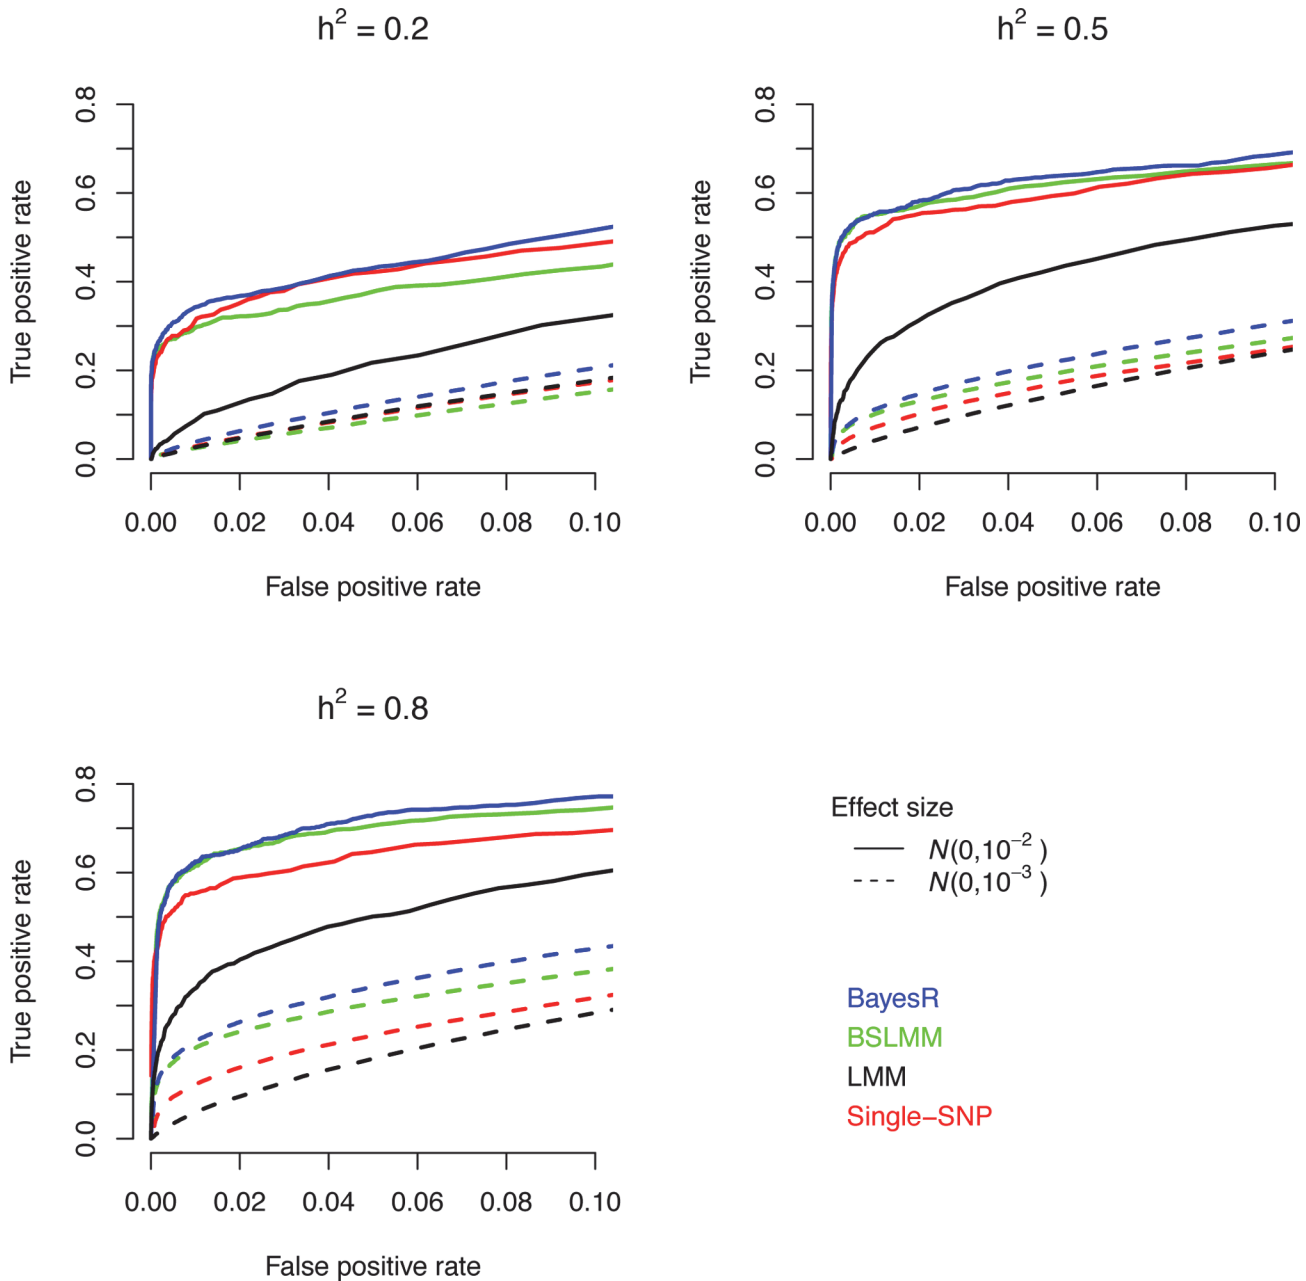 h² = 0.2
True positive rate
0.0 0.2 0.4 0.6 0.8
0.00 0.02 0.04 0.06 0.08 0.10
False positive rate
h² = 0.5
True positive rate
0.0 0.2 0.4 0.6 0.8
0.00 0.02 0.04 0.06 0.08 0.10
False positive rate
h² = 0.8
True positive rate
0.0 0.2 0.4 0.6 0.8
0.00 0.02 0.04 0.06 0.08 0.10
False positive rate
Effect size
N(0,10⁻²)
N(0,10⁻³)
BayesR
BSLMM
LMM
Single−SNP